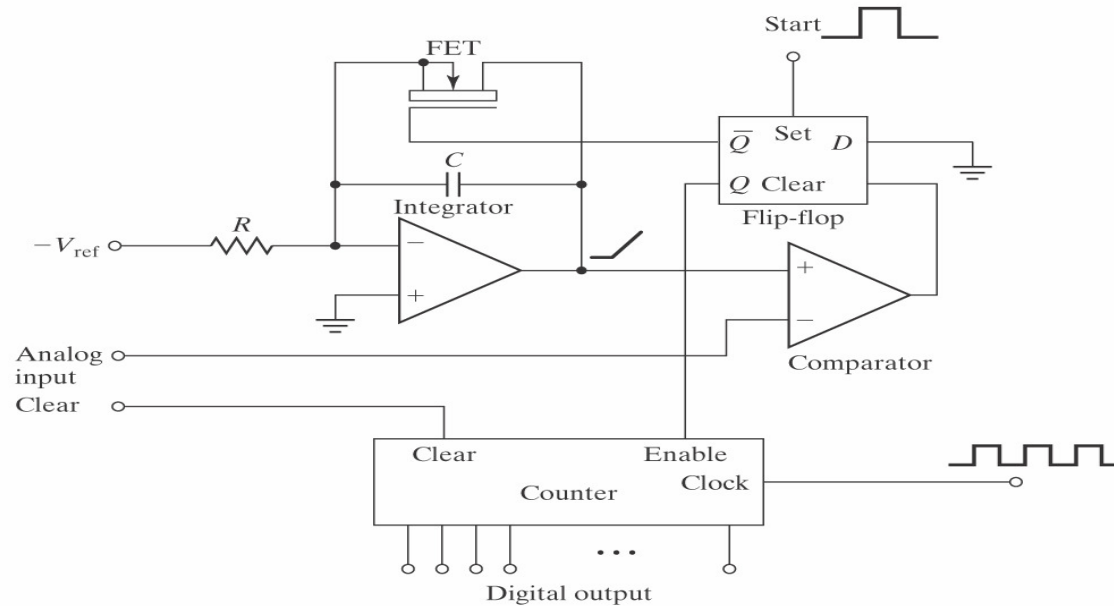 Start
FET
Set
Q̅
D
C
Q
Clear
Integrator
Flip-flop
R
−V_ref
−
+
+
−
Analog
input
Comparator
Clear
Clear
Enable
Clock
Counter
...
Digital output